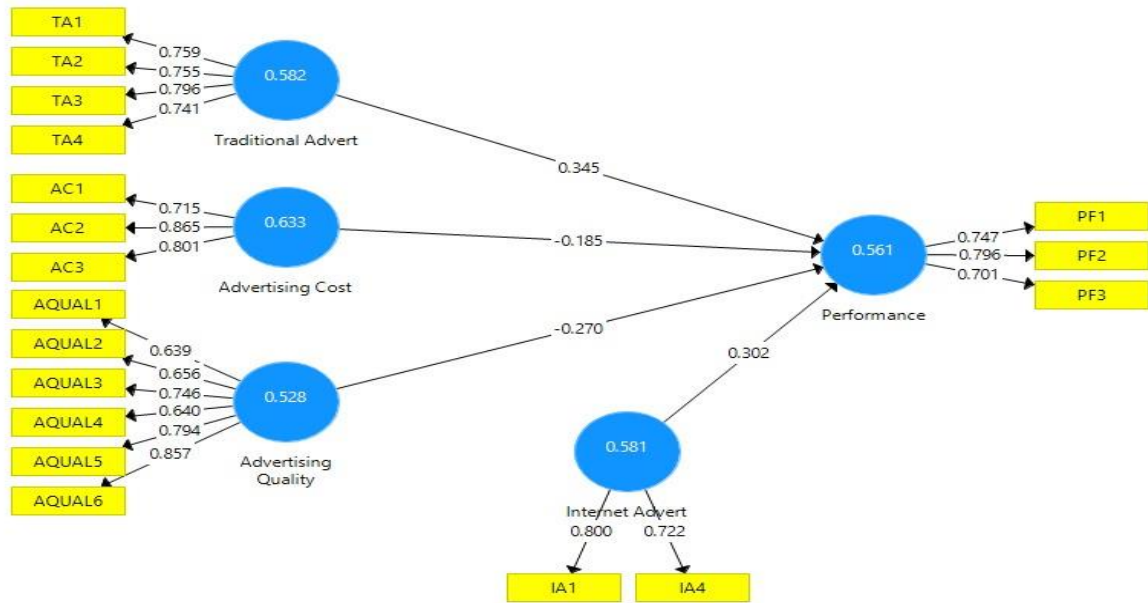 TA1
TA2
TA3
TA4
0.759
0.755
0.796
0.741
0.582
Traditional Advert
0.345
AC1
AC2
AC3
0.715
0.865
0.801
0.633
Advertising Cost
-0.185
AQUAL1
AQUAL2
AQUAL3
AQUAL4
AQUAL5
AQUAL6
0.639
0.656
0.746
0.640
0.794
0.857
0.528
Advertising
Quality
-0.270
0.561
Performance
0.747
0.796
0.701
PF1
PF2
PF3
0.302
0.581
Internet Advert
0.800
0.722
IA1
IA4